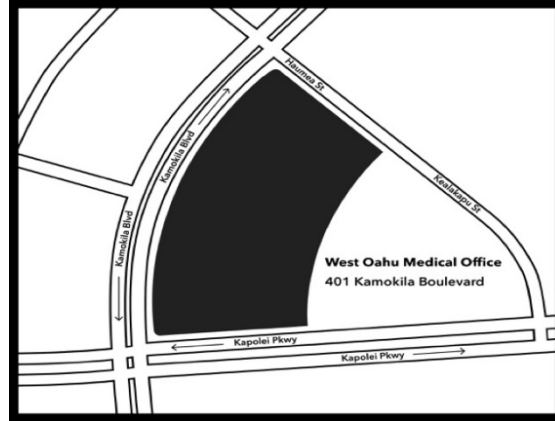 Haumea St
Kamokila Blvd
Kealakapu St
Kamokila Blvd
West Oahu Medical Office
401 Kamokila Boulevard
Kapolei Pkwy
Kapolei Pkwy